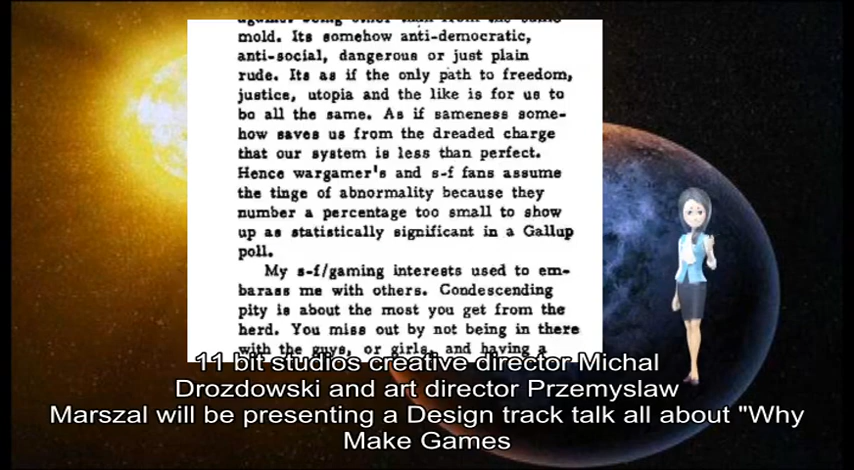 mold. Its somehow anti-democratic,
anti-social, dangerous or just plain
rude. Its as if the only path to freedom,
justice, utopia and the like is for us to
be all the same. As if sameness some-
how saves us from the dreaded charge
that our system is less than perfect.
Hence wargamer's and s-f fans assume
the tinge of abnormality because they
number a percentage too small to show
up as statistically significant in a Gallup
poll.
My s-f/gaming interests used to em-
barass me with others. Condescending
pity is about the most you get from the
herd. You miss out by not being in there
with the guys, or girls, and having a
11 bit studios creative director Michal
Drozdowski and art director Przemyslaw
Marszal will be presenting a Design track talk all about "Why
Make Games